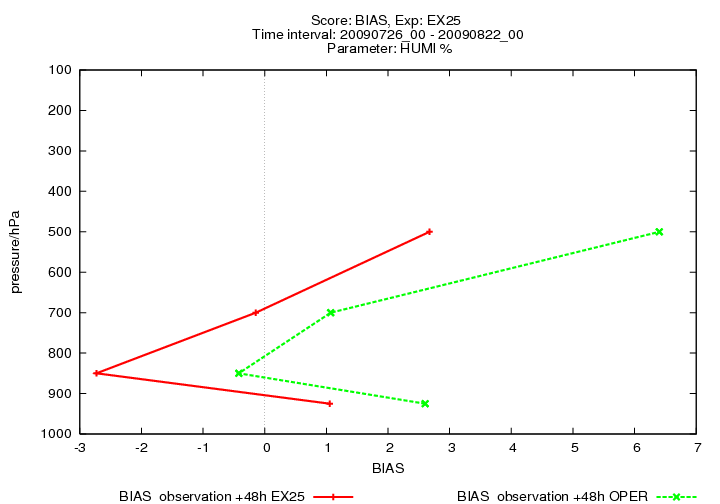 Score: BIAS, Exp: EX25
Time interval: 20090726_00 - 20090822_00
Parameter: HUMI %
100
200
300
400
500
600
700
800
900
1000
pressure/hPa
-3 -2 -1 0 1 2 3 4 5 6 7
BIAS
BIAS observation +48h EX25 BIAS observation +48h OPER